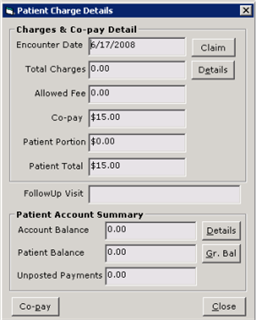 Patient Charge Details
Charges & Co-pay Detail
Encounter Date 6/17/2008 Claim
Total Charges 0.00 Details
Allowed Fee 0.00
Co-pay $15.00
Patient Portion $0.00
Patient Total $15.00
FollowUp Visit
Patient Account Summary
Account Balance 0.00 Details
Patient Balance 0.00 Gr. Bal
Unposted Payments 0.00
Co-pay Close